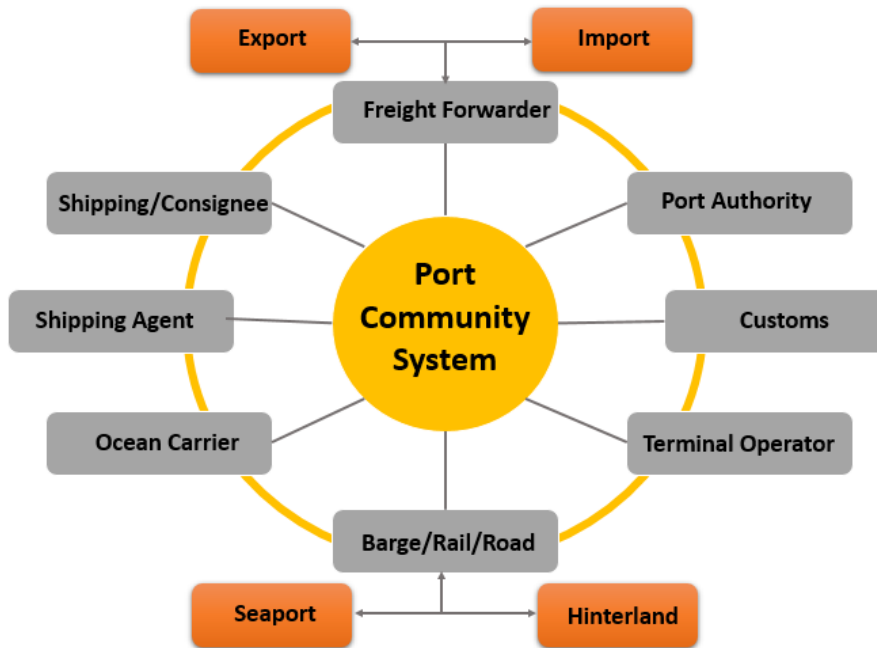 Export
Import
Freight Forwarder
Shipping/Consignee
Port Authority
Port
Community
System
Shipping Agent
Customs
Ocean Carrier
Terminal Operator
Barge/Rail/Road
Seaport
Hinterland